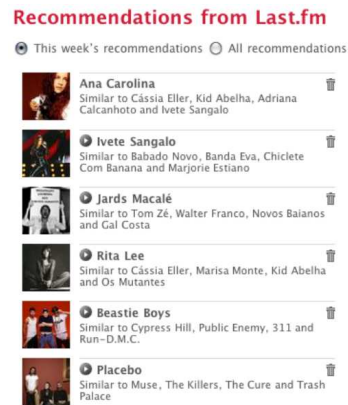 Recommendations from Last.fm
This week's recommendations All recommendations
Ana Carolina
Similar to Cássia Eller, Kid Abelha, Adriana
Calcanhoto and Ivete Sangalo
Ivete Sangalo
Similar to Babado Novo, Banda Eva, Chiclete
Com Banana and Marjorie Estiano
Jards Macalé
Similar to Tom Zé, Walter Franco, Novos Baianos
and Gal Costa
Rita Lee
Similar to Cássia Eller, Marisa Monte, Kid Abelha
and Os Mutantes
Beastie Boys
Similar to Cypress Hill, Public Enemy, 311 and
Run-D.M.C.
Placebo
Similar to Muse, The Killers, The Cure and Trash
Palace